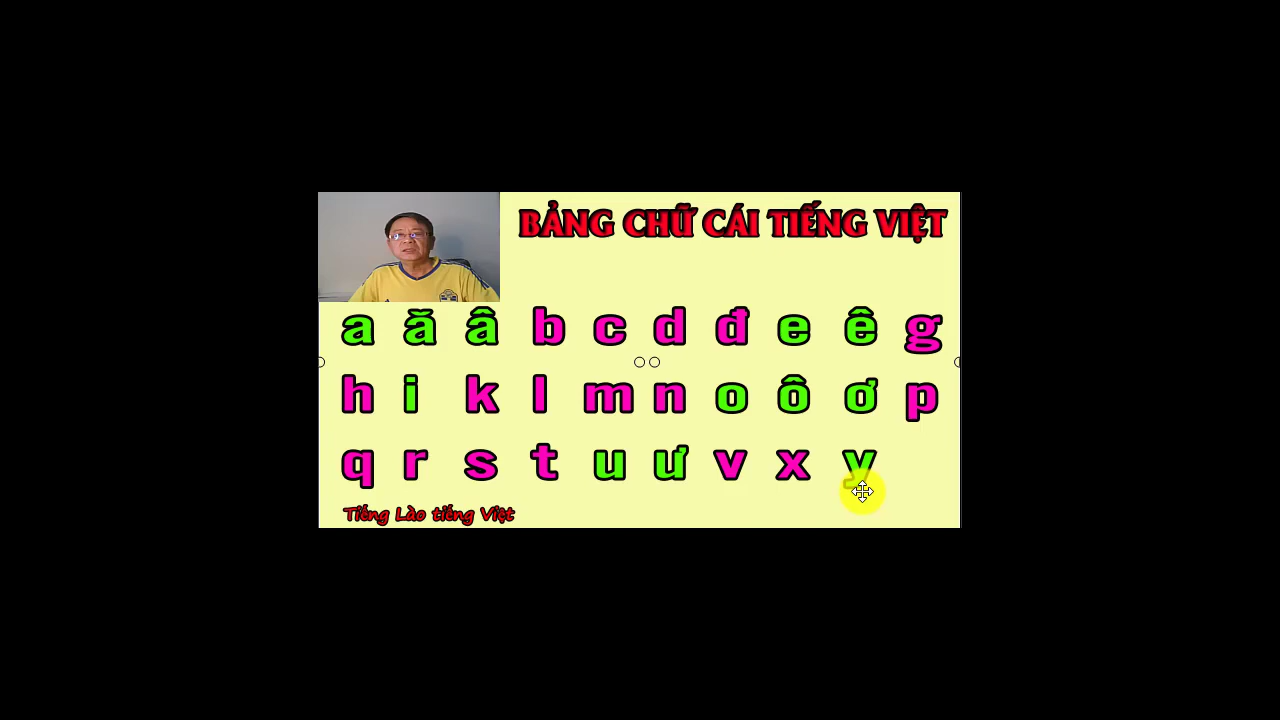 BẢNG CHỮ CÁI TIẾNG VIỆT
a ă â b c d đ e ê g
h i k l m n o ô ơ p
q r s t u ư v x y
Tiếng Lào tiếng Việt